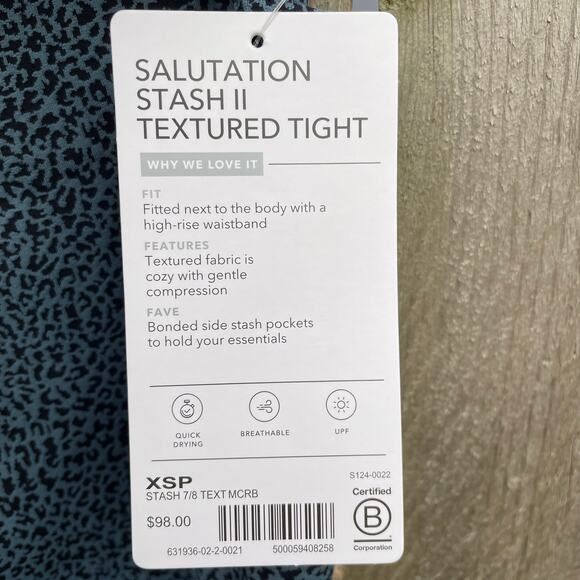 SALUTATION
STASH II
TEXTURED TIGHT
WHY WE LOVE IT
FIT
Fitted next to the body with a
high-rise waistband
FEATURES
Textured fabric is
cozy with gentle
compression
FAVE
Bonded side stash pockets
to hold your essentials
QUICK
DRYING
BREATHABLE
UPF
XSP
S124-0022
STASH 7/8 TEXT MCRB
$98.00
631936-02-2-0021
500059408258
Certified
B
Corporation